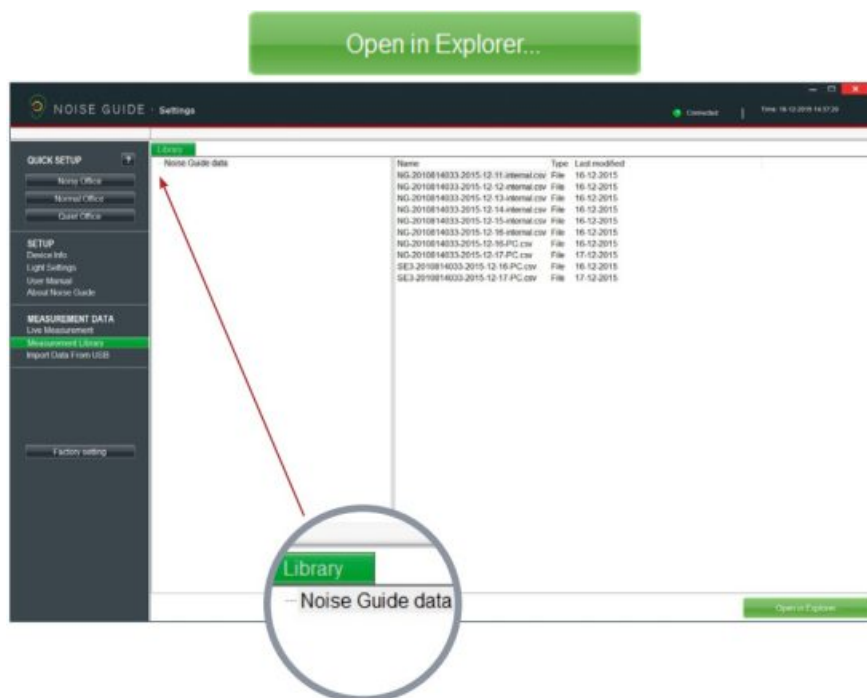 Open in Explorer...
NOISE GUIDE · Settings
Connected
Time: 16-12-2015 14:37:20
QUICK SETUP ?
Noisy Office
Normal Office
Quiet Office
SETUP
Device Info
Light Settings
User Manual
About Noise Guide
MEASUREMENT DATA
Live Measurement
Measurement Library
Import Data From USB
Factory setting
Library
Noise Guide data
Name Type Last modified
NG-2010814033-2015-12-11-internal.csv File 16-12-2015
NG-2010814033-2015-12-12-internal.csv File 16-12-2015
NG-2010814033-2015-12-13-internal.csv File 16-12-2015
NG-2010814033-2015-12-14-internal.csv File 16-12-2015
NG-2010814033-2015-12-15-internal.csv File 16-12-2015
NG-2010814033-2015-12-16-internal.csv File 16-12-2015
NG-2010814033-2015-12-16-PC.csv File 16-12-2015
NG-2010814033-2015-12-17-PC.csv File 17-12-2015
SE3-2010814033-2015-12-16-PC.csv File 16-12-2015
SE3-2010814033-2015-12-17-PC.csv File 17-12-2015
Library
Noise Guide data
Open in Explorer